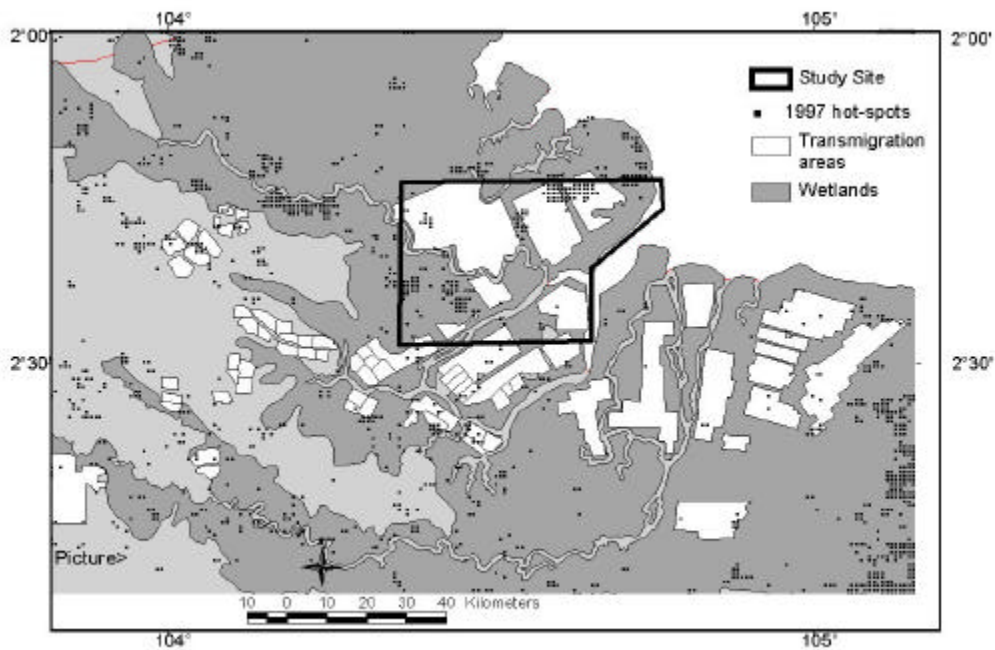 104° 105°
2°00' 2°00'
Study Site
1997 hot-spots
Transmigration
areas
Wetlands
2°30' 2°30'
Picture>
10 0 10 20 30 40 Kilometers
104° 105°